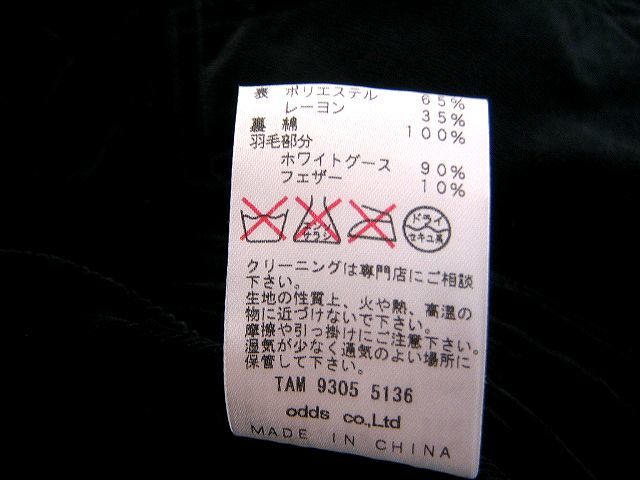 表 ポリエステル 65%
レーヨン 35%
裏 綿 100%
羽毛部分
ホワイトグース 90%
フェザー 10%
エンソ サラシ
ドライ
セキユ系
クリーニングは専門店にご相談
下さい。
生地の性質上、火や熱、高温の
物に近づけないで下さい。
摩擦や引っ掛けにご注意下さい。
湿気が少なく通気のよい場所に
保管して下さい。
TAM 9305 5136
odds co.,Ltd
MADE IN CHINA